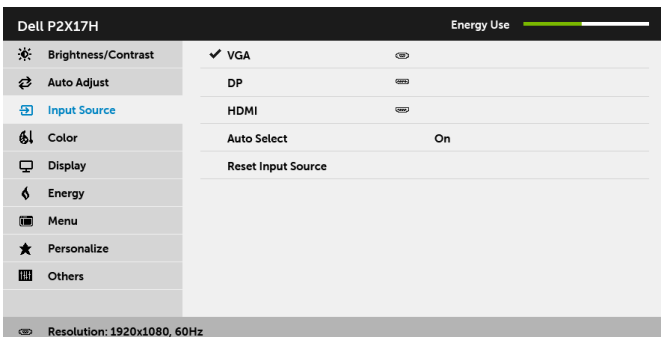 Dell P2X17H Energy Use
Brightness/Contrast VGA
Auto Adjust DP
Input Source HDMI
Color Auto Select On
Display Reset Input Source
Energy
Menu
Personalize
Others
Resolution: 1920x1080, 60Hz